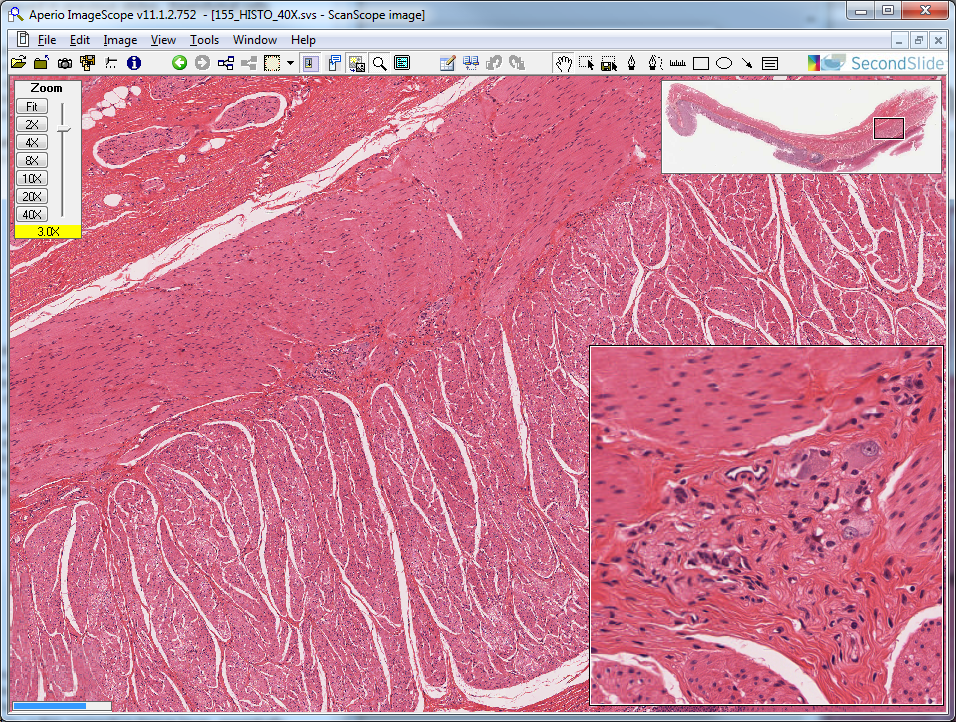 Aperio ImageScope v11.1.2.752 - [155_HISTO_40X.svs - ScanScope image]
File Edit Image View Tools Window Help
SecondSlide
Zoom
Fit
2X
4X
8X
10X
20X
40X
3.0X